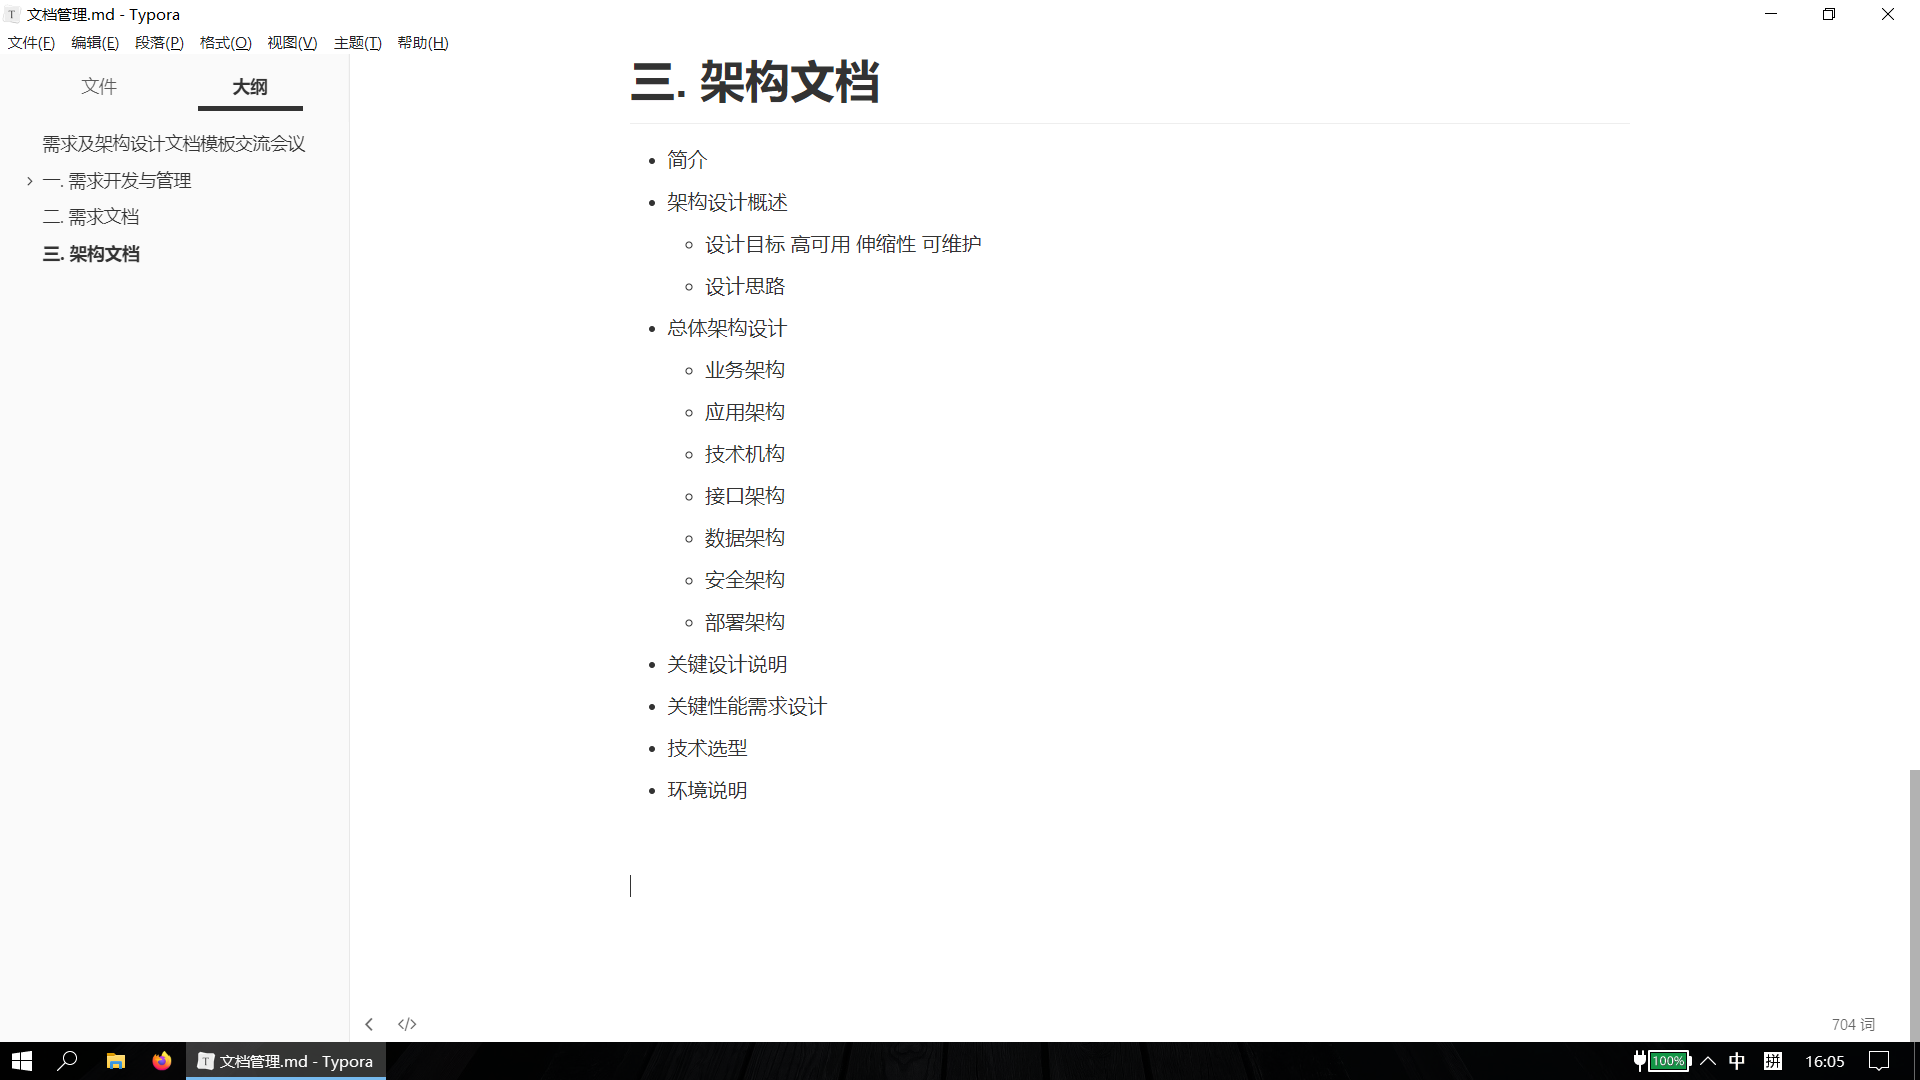 文档管理.md - Typora
文件(F) 编辑(E) 段落(P) 格式(O) 视图(V) 主题(T) 帮助(H)
文件 大纲
需求及架构设计文档模板交流会议
一. 需求开发与管理
二. 需求文档
三. 架构文档
三. 架构文档
简介
架构设计概述
设计目标 高可用 伸缩性 可维护
设计思路
总体架构设计
业务架构
应用架构
技术机构
接口架构
数据架构
安全架构
部署架构
关键设计说明
关键性能需求设计
技术选型
环境说明
</> 704 词
文档管理.md - Typora 100% 中 拼 16:05